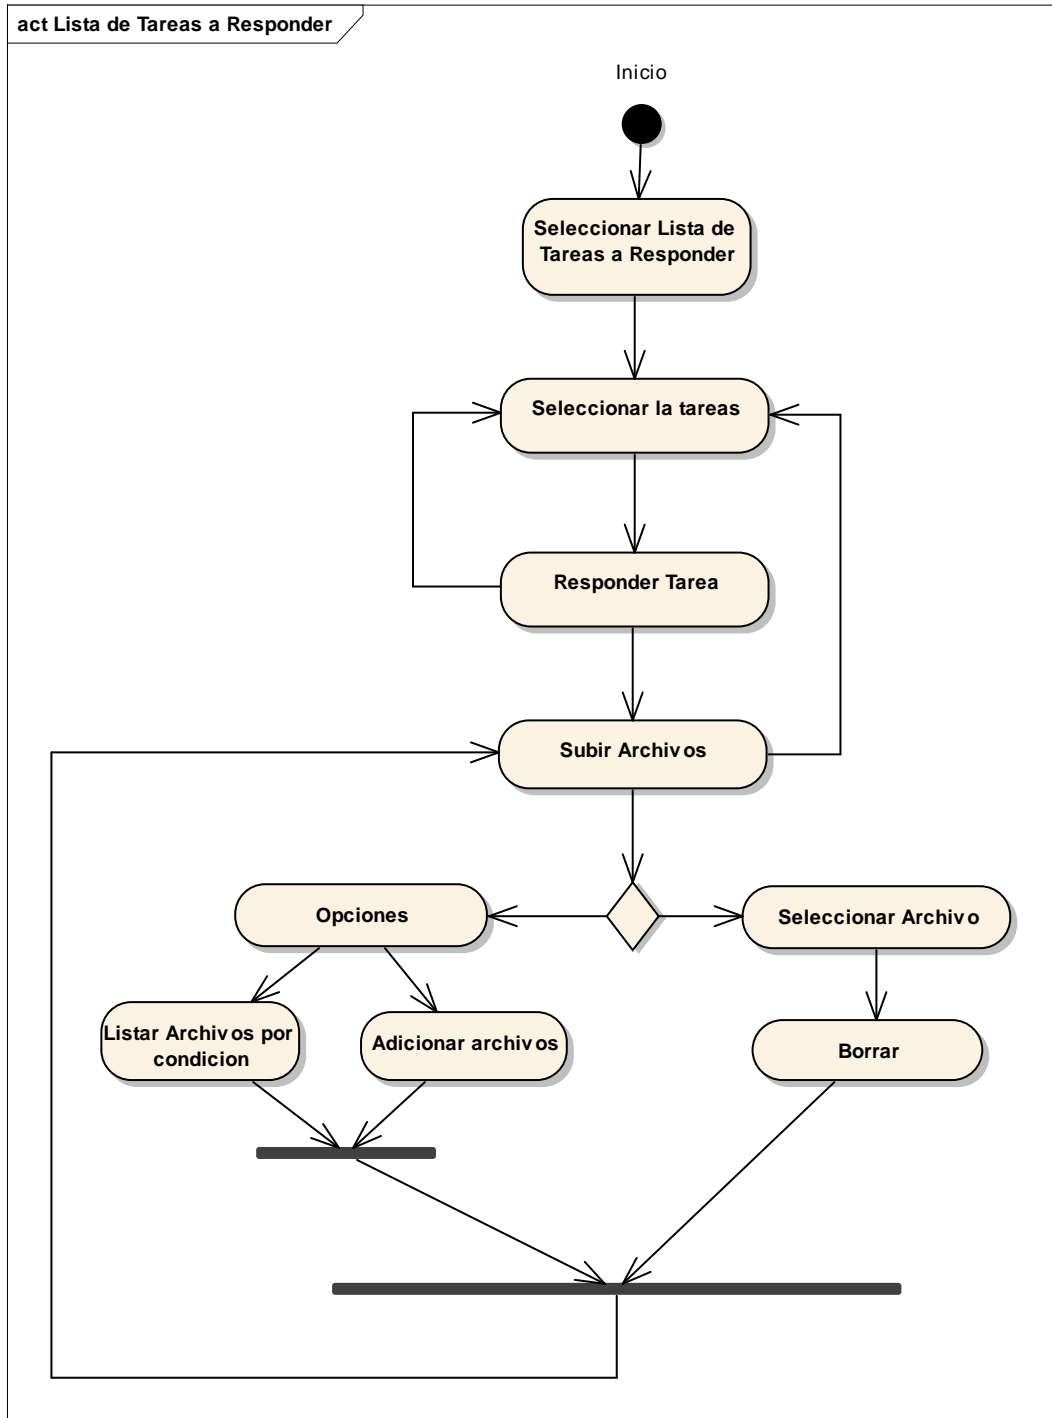 act Lista de Tareas a Responder
Inicio
Seleccionar Lista de
Tareas a Responder
Seleccionar la tareas
Responder Tarea
Subir Archivos
Opciones
Seleccionar Archivo
Listar Archivos por
condicion
Adicionar archivos
Borrar